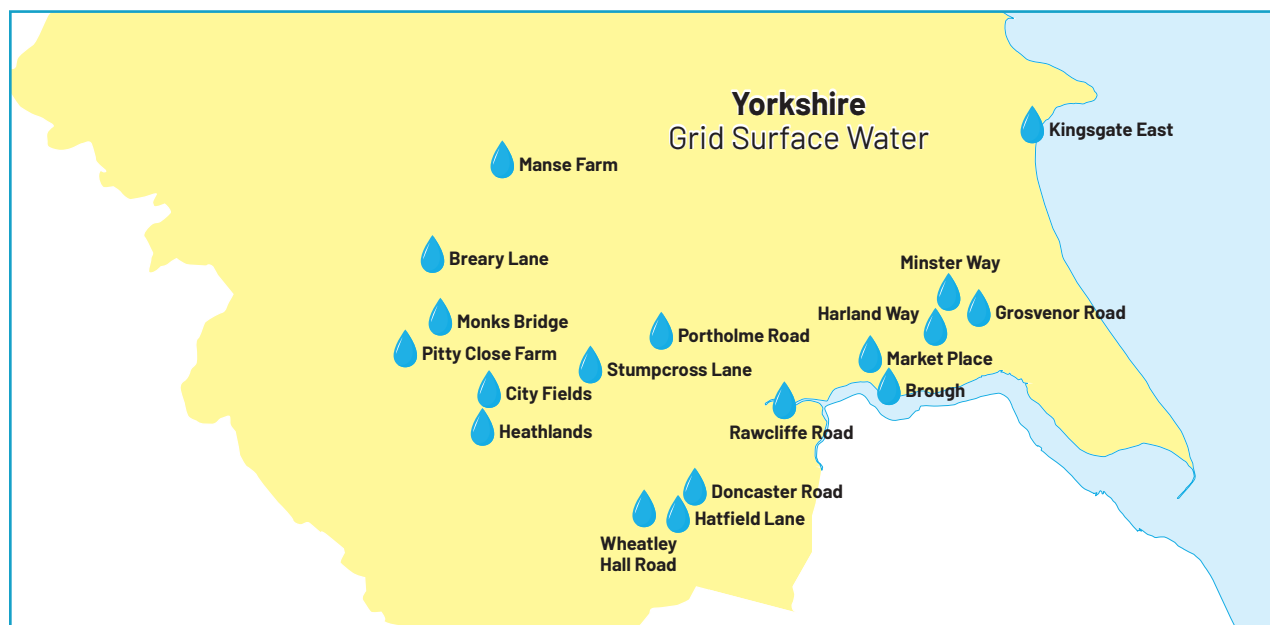 Yorkshire
Grid Surface Water
Kingsgate East
Manse Farm
Breary Lane
Minster Way
Monks Bridge
Harland Way
Grosvenor Road
Portholme Road
Pitty Close Farm
Market Place
Stumpcross Lane
City Fields
Brough
Heathlands
Rawcliffe Road
Doncaster Road
Hatfield Lane
Wheatley
Hall Road